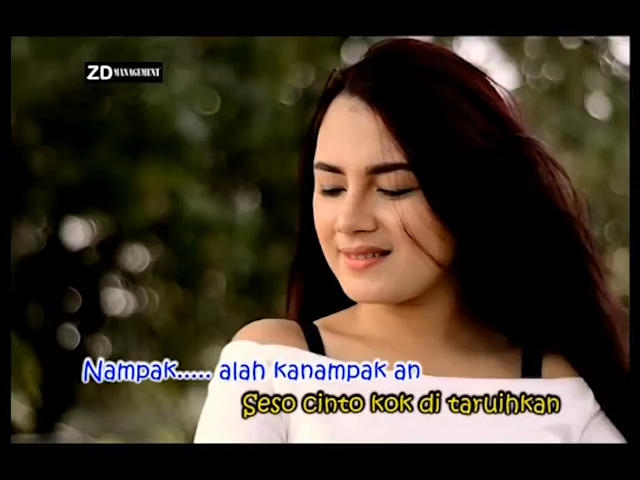 ZD MANAGEMENT
Nampak..... alah kanampak an
Seso cinto kok di taruihkan